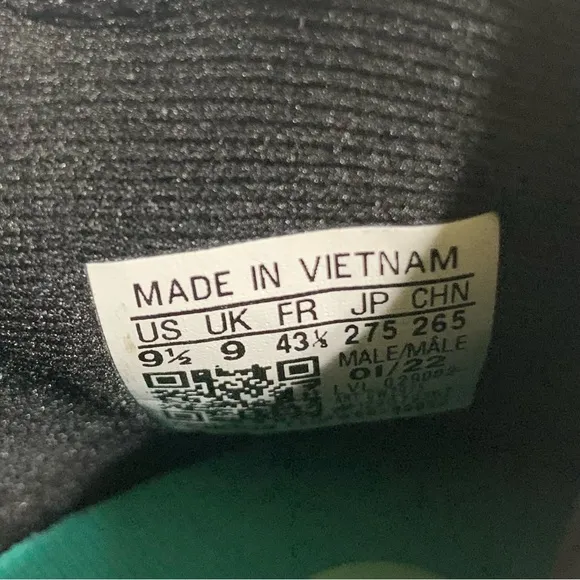 MADE IN VIETNAM
US UK FR JP CHN
9½ 9 43⅓ 275 265
MALE/MÂLE
01/22
LVL